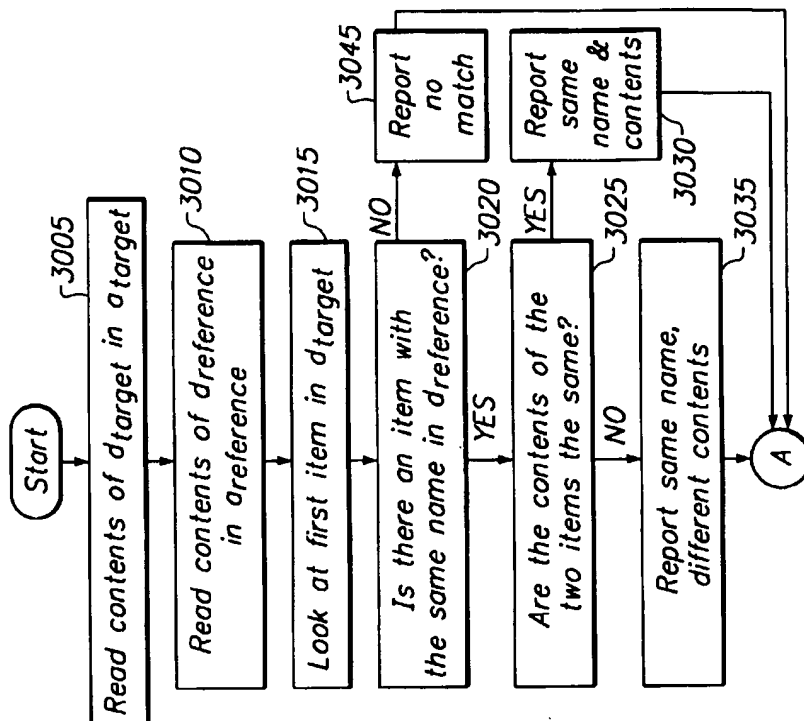 Start
3005
Read contents of dtarget in atarget
3010
Read contents of dreference
in areference
3015
Look at first item in dtarget
3020
Is there an item with
the same name in dreference?
NO
3045
Report
no
match
YES
3025
Are the contents of the
two items the same?
YES
Report
same
name &
contents
3030
NO
3035
Report same name,
different contents
A